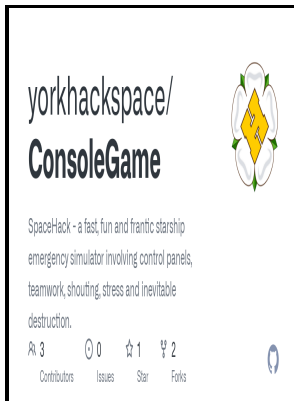 yorkhackspace/
ConsoleGame
SpaceHack - a fast, fun and frantic starship
emergency simulator involving control panels,
teamwork, shouting, stress and inevitable
destruction.
3 0 1 2
Contributors Issues Star Forks